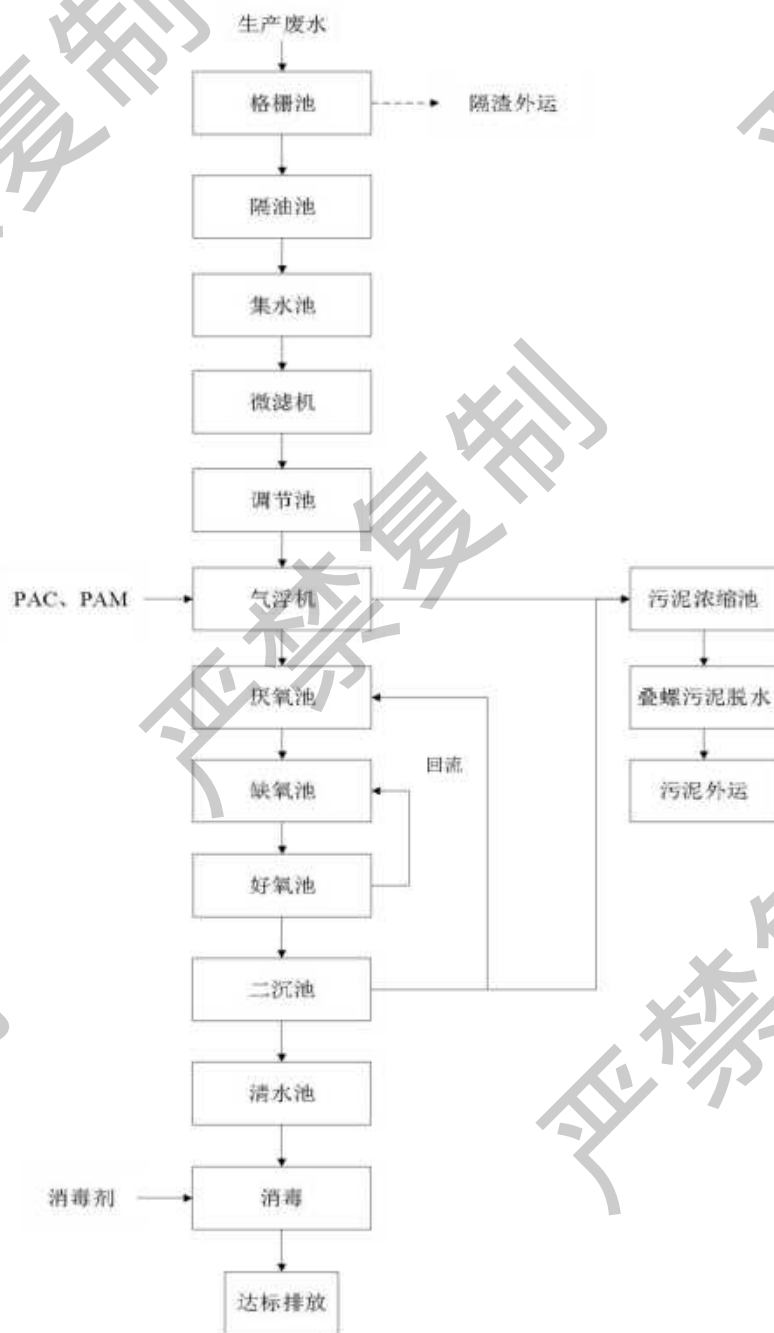 生产废水
格栅池
隔渣外运
隔油池
集水池
微滤机
调节池
PAC、PAM
气浮机
污泥浓缩池
厌氧池
叠螺污泥脱水
回流
缺氧池
污泥外运
好氧池
二沉池
清水池
消毒剂
消毒
达标排放
严禁复制
严禁复
复制